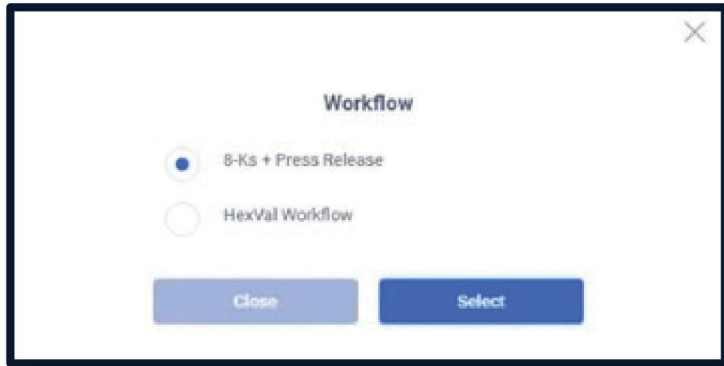 Workflow
8-Ks + Press Release
HexVal Workflow
Close
Select